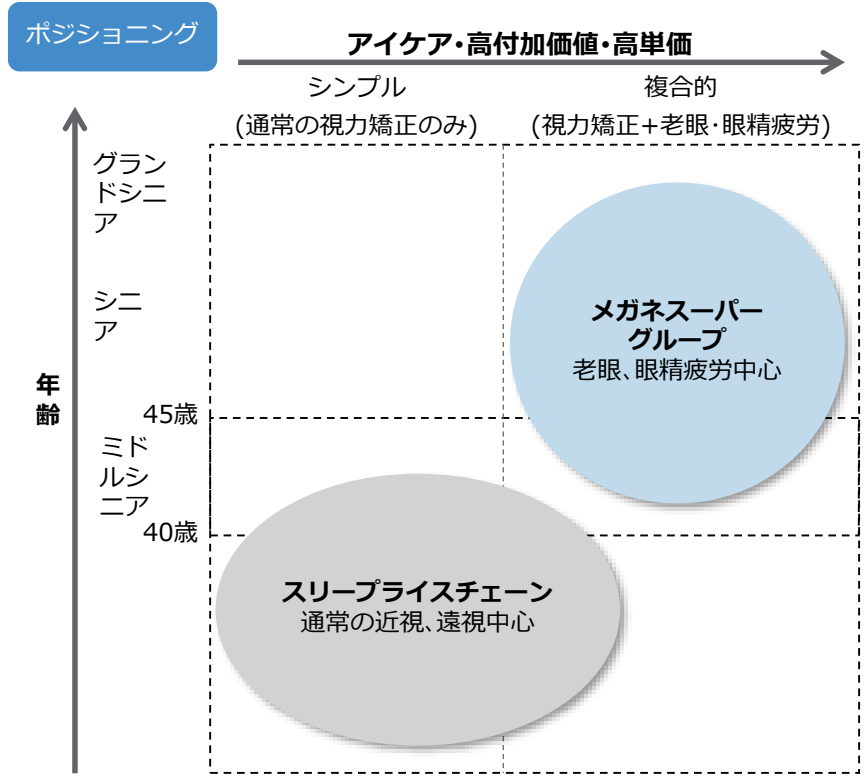 ポジショニング
アイケア・高付加価値・高単価
シンプル
(通常の視力矯正のみ)
複合的
(視力矯正+老眼・眼精疲労)
グラン
ドシニ
ア
シニ
ア
年
齢
45歳
ミド
ルシ
ニア
40歳
メガネスーパー
グループ
老眼、眼精疲労中心
スリープライスチェーン
通常の近視、遠視中心